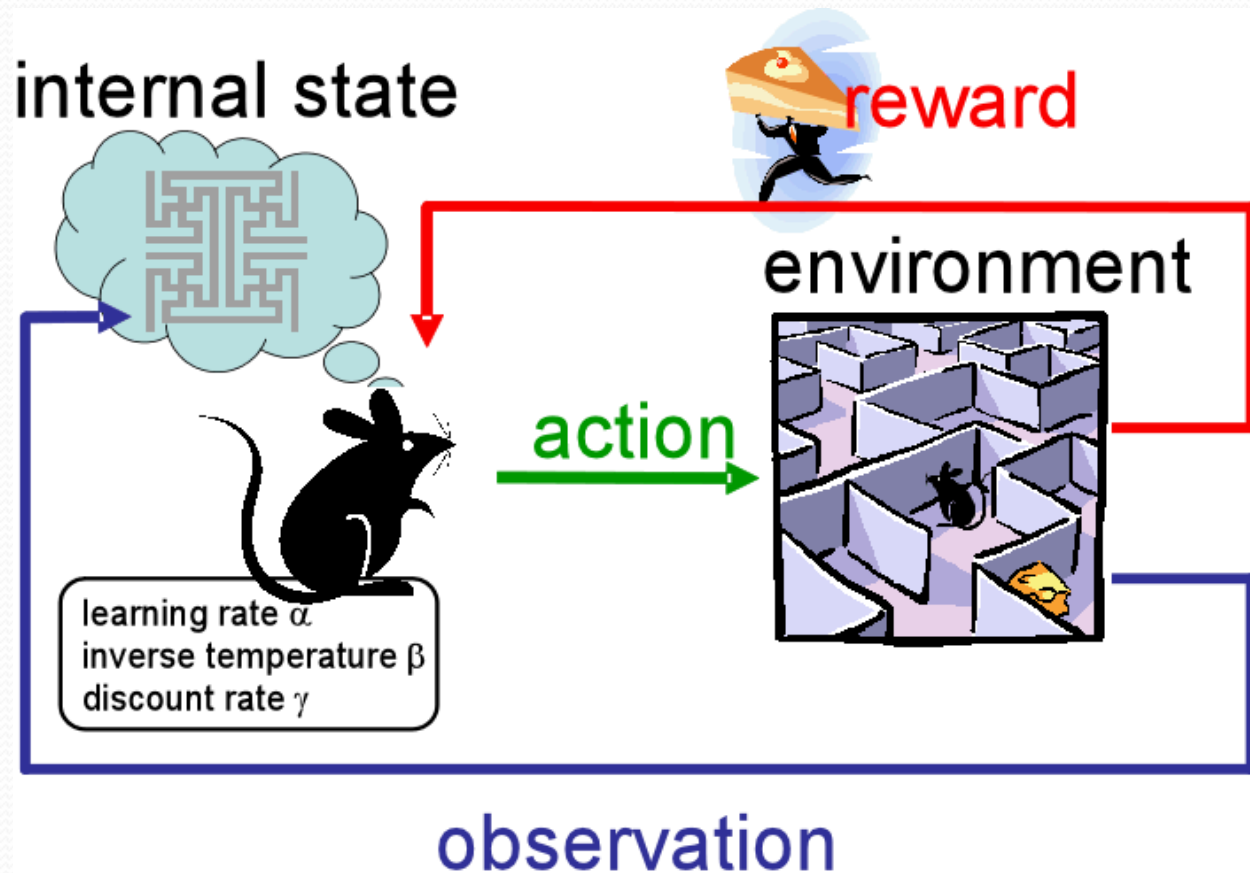 internal state
reward
environment
action
learning rate α
inverse temperature β
discount rate γ
observation